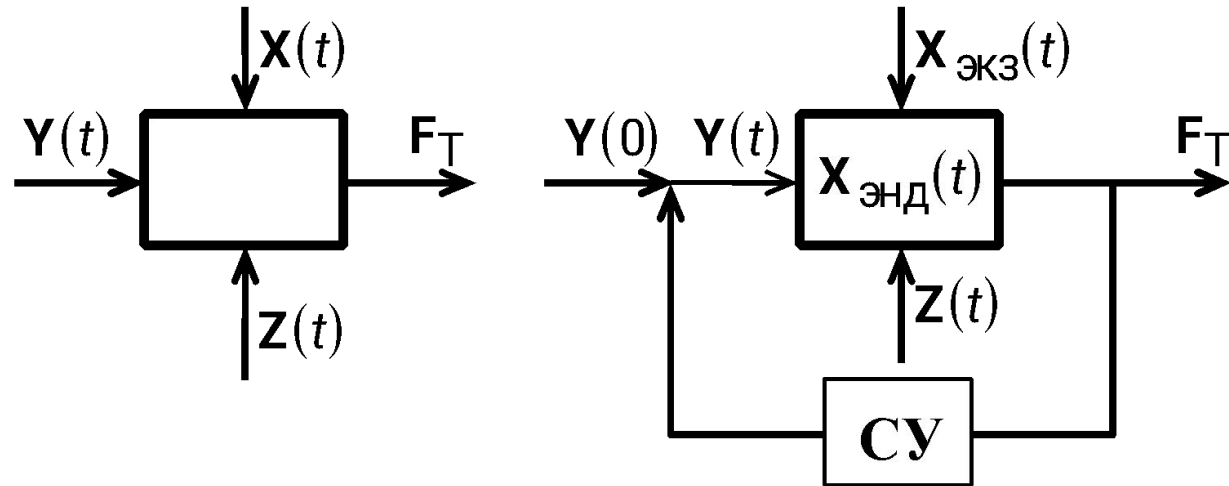 X(t)
Y(t)
F_T
Z(t)
X_ЭКЗ(t)
Y(0)
Y(t)
X_ЭНД(t)
F_T
Z(t)
СУ